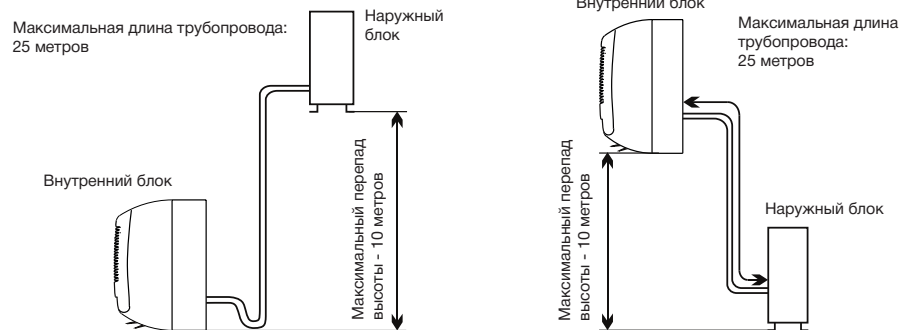 Максимальная длина трубопровода:
25 метров
Наружный
блок
Внутренний блок
Максимальный перепад
высоты - 10 метров
Внутренний блок
Максимальная длина
трубопровода:
25 метров
Максимальный перепад
высоты - 10 метров
Наружный блок